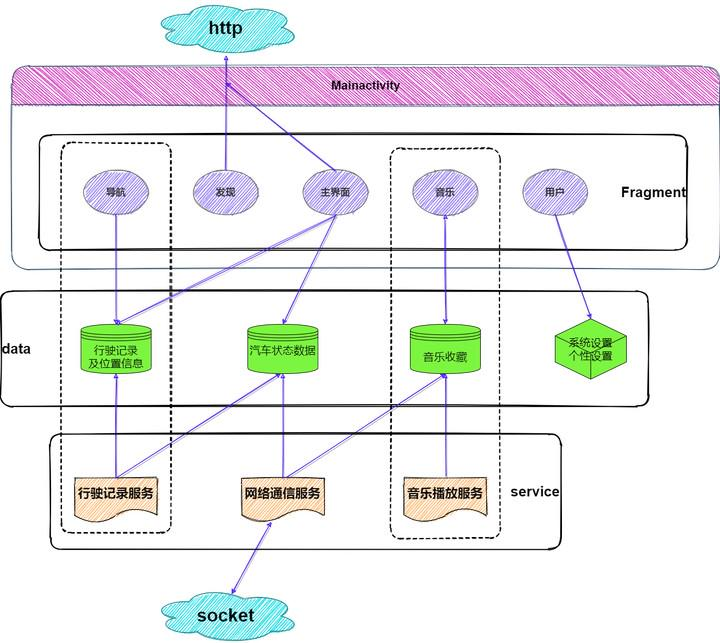 http
Mainactivity
导航
发现
主界面
音乐
用户
Fragment
data
行驶记录
及位置信息
汽车状态数据
音乐收藏
系统设置
个性设置
行驶记录服务
网络通信服务
音乐播放服务
service
socket